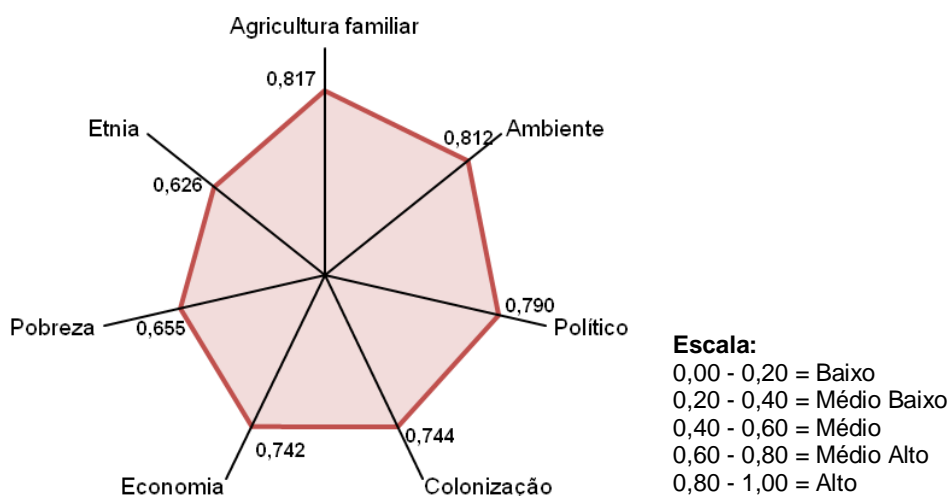 Agricultura familiar
0,817
Etnia
0,812
Ambiente
0,626
0,790
Político
Pobreza
0,655
0,742
0,744
Economia
Colonização
Escala:
0,00 - 0,20 = Baixo
0,20 - 0,40 = Médio Baixo
0,40 - 0,60 = Médio
0,60 - 0,80 = Médio Alto
0,80 - 1,00 = Alto